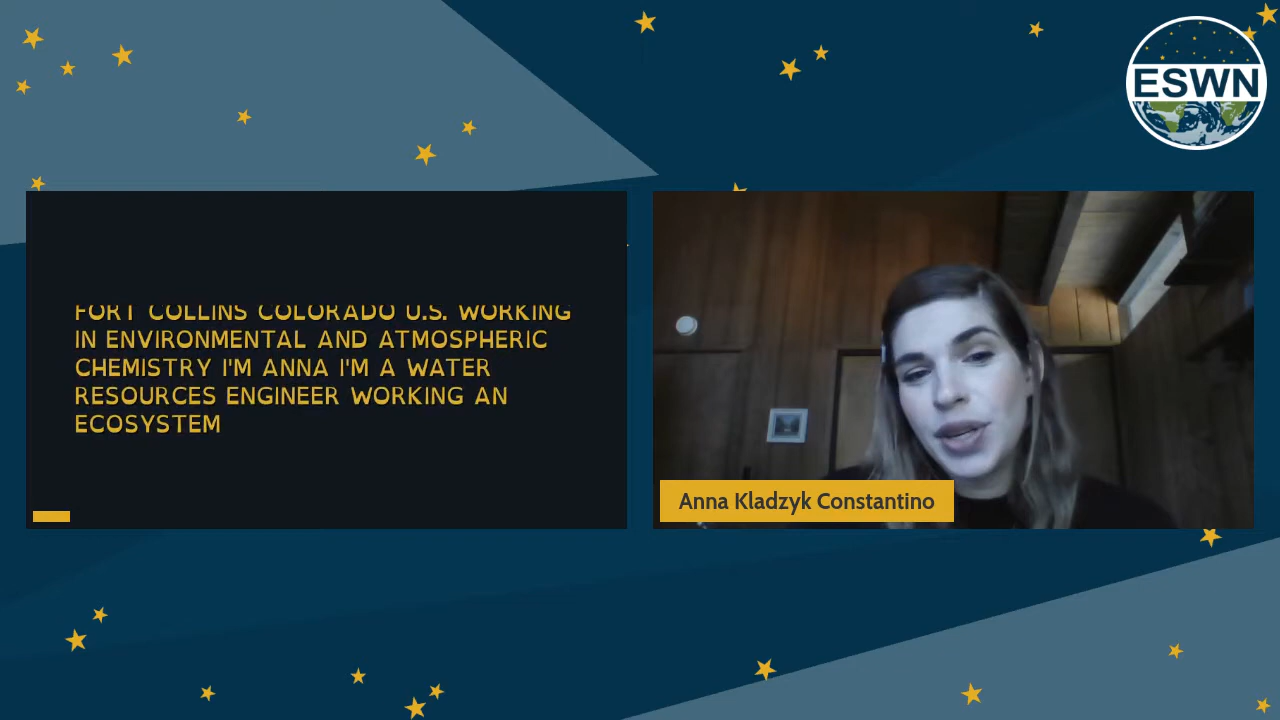 ESWN
FORT COLLINS COLORADO U.S. WORKING
IN ENVIRONMENTAL AND ATMOSPHERIC
CHEMISTRY I'M ANNA I'M A WATER
RESOURCES ENGINEER WORKING AN
ECOSYSTEM
Anna Kladzyk Constantino